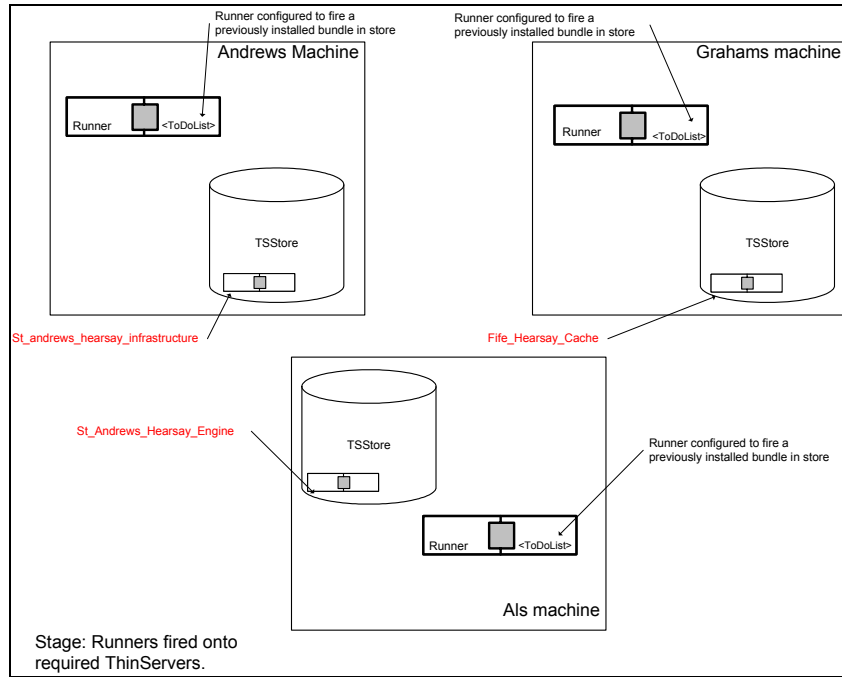 Runner configured to fire a
previously installed bundle in store
Andrews Machine
Runner
<ToDoList>
TSStore
St_andrews_hearsay_infrastructure
Runner configured to fire a
previously installed bundle in store
Grahams machine
Runner
<ToDoList>
TSStore
Fife_Hearsay_Cache
St_Andrews_Hearsay_Engine
TSStore
Runner configured to fire a
previously installed bundle in store
Runner
<ToDoList>
Als machine
Stage: Runners fired onto
required ThinServers.